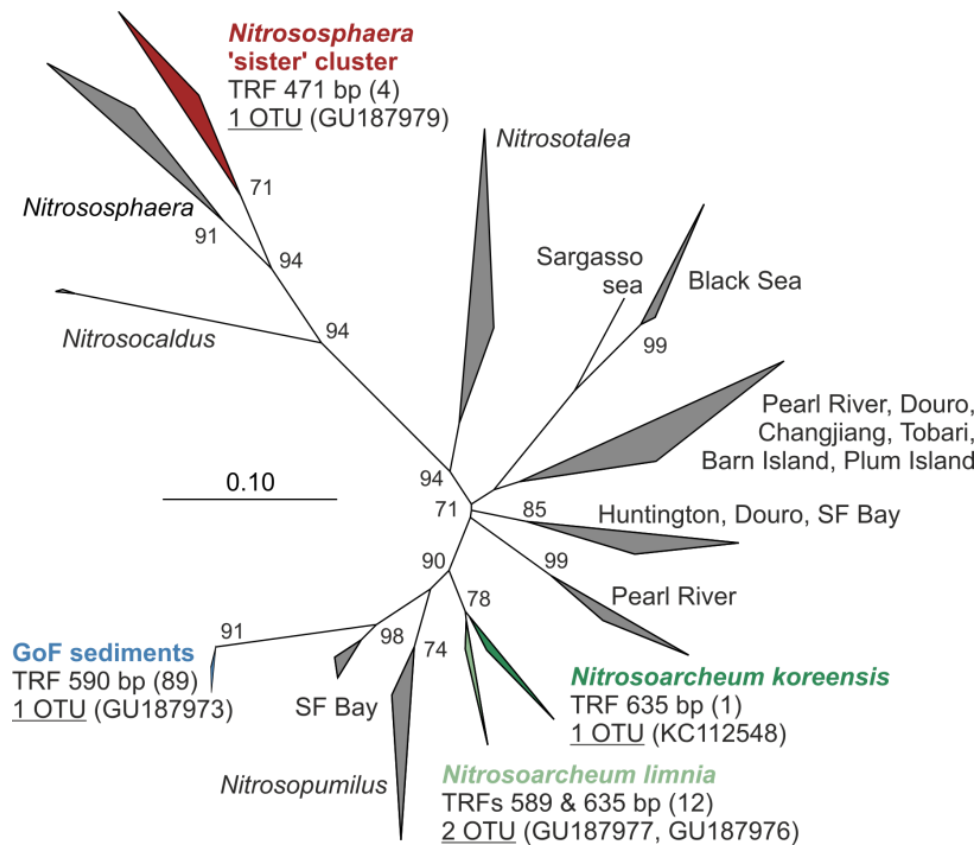 Nitrososphaera
'sister' cluster
TRF 471 bp (4)
1 OTU (GU187979)
Nitrosotalea
71
Nitrososphaera
91
94
Sargasso
sea
Black Sea
Nitrosocaldus
94
99
Pearl River, Douro,
Changjiang, Tobari,
Barn Island, Plum Island
94
0.10
71
85
Huntington, Douro, SF Bay
90
99
78
Pearl River
91
98
74
GoF sediments
TRF 590 bp (89)
1 OTU (GU187973)
SF Bay
Nitrosoarcheum koreensis
TRF 635 bp (1)
1 OTU (KC112548)
Nitrosopumilus
Nitrosoarcheum limnia
TRFs 589 & 635 bp (12)
2 OTU (GU187977, GU187976)